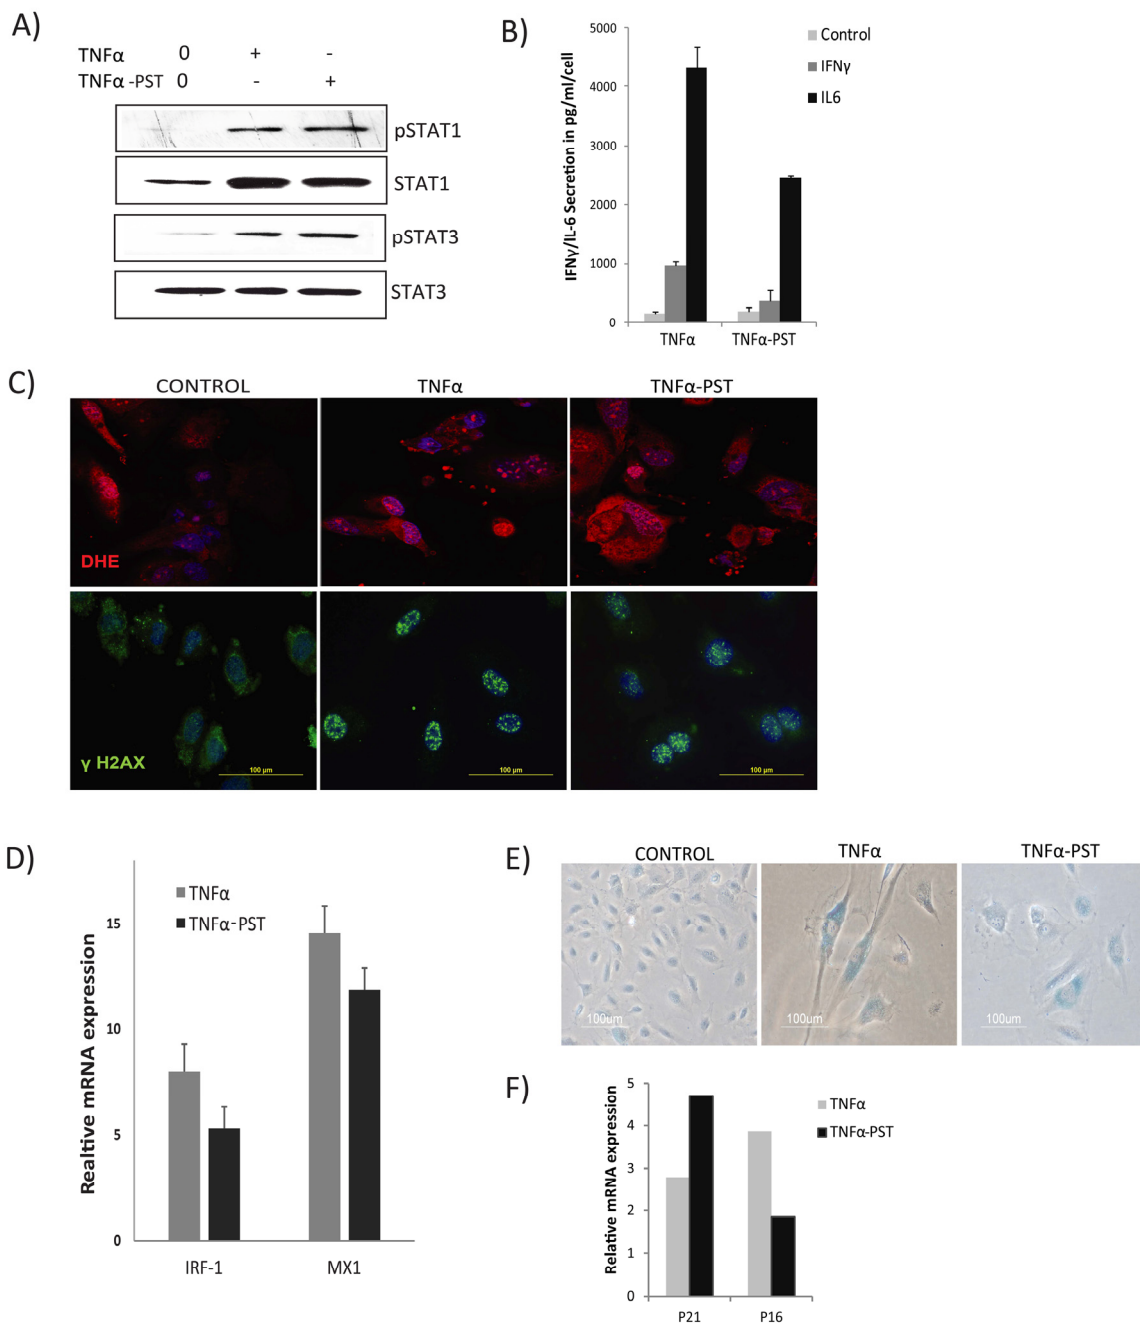 A)
TNFα 0 + -
TNFα -PST 0 - +
pSTAT1
STAT1
pSTAT3
STAT3
B)
IFNγ/IL-6 Secretion in pg/ml/cell
5000
4000
3000
2000
1000
0
Control
IFNγ
IL6
TNFα TNFα-PST
C)
CONTROL TNFα TNFα-PST
DHE
γ H2AX
100 µm 100 µm 100 µm
D)
Realtive mRNA expression
15
10
5
0
TNFα
TNFα-PST
IRF-1 MX1
E)
CONTROL TNFα TNFα-PST
100um 100um 100um
F)
Relative mRNA expression
5
4
3
2
1
0
TNFα
TNFα-PST
P21 P16